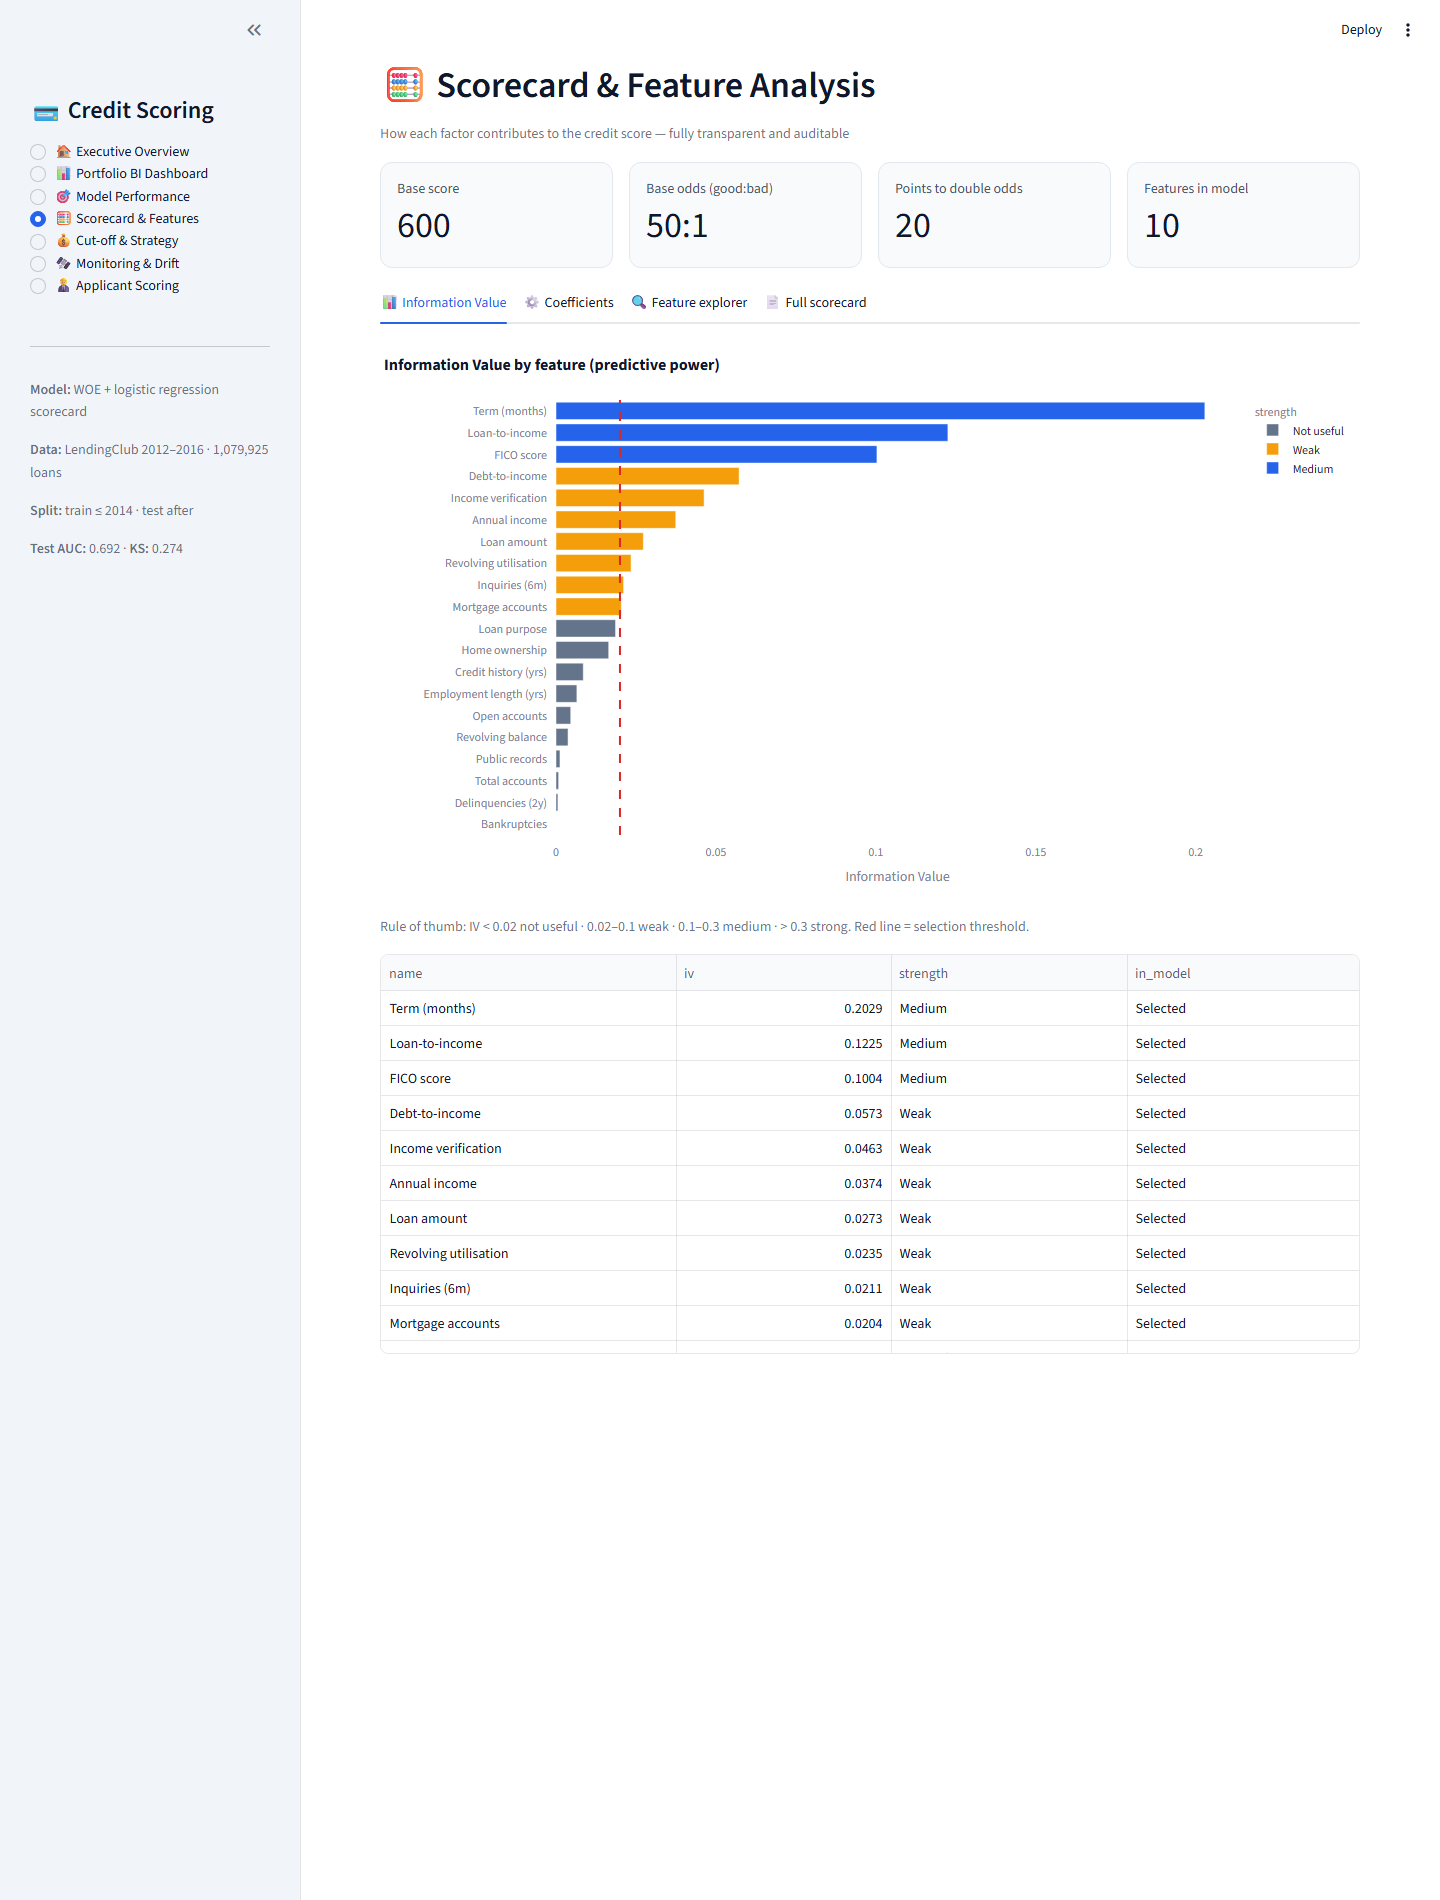 Deploy
Credit Scoring
Executive Overview
Portfolio BI Dashboard
Model Performance
Scorecard & Features
Cut-off & Strategy
Monitoring & Drift
Applicant Scoring
Model: WOE + logistic regression
scorecard
Data: LendingClub 2012–2016 · 1,079,925
loans
Split: train ≤ 2014 · test after
Test AUC: 0.692 · KS: 0.274
Scorecard & Feature Analysis
How each factor contributes to the credit score — fully transparent and auditable
Base score
600
Base odds (good:bad)
50:1
Points to double odds
20
Features in model
10
Information Value
Coefficients
Feature explorer
Full scorecard
Information Value by feature (predictive power)
Term (months)
Loan-to-income
FICO score
Debt-to-income
Income verification
Annual income
Loan amount
Revolving utilisation
Inquiries (6m)
Mortgage accounts
Loan purpose
Home ownership
Credit history (yrs)
Employment length (yrs)
Open accounts
Revolving balance
Public records
Total accounts
Delinquencies (2y)
Bankruptcies
0 0.05 0.1 0.15 0.2
Information Value
strength
Not useful
Weak
Medium
Rule of thumb: IV < 0.02 not useful · 0.02–0.1 weak · 0.1–0.3 medium · > 0.3 strong. Red line = selection threshold.
name iv strength in_model
Term (months) 0.2029 Medium Selected
Loan-to-income 0.1225 Medium Selected
FICO score 0.1004 Medium Selected
Debt-to-income 0.0573 Weak Selected
Income verification 0.0463 Weak Selected
Annual income 0.0374 Weak Selected
Loan amount 0.0273 Weak Selected
Revolving utilisation 0.0235 Weak Selected
Inquiries (6m) 0.0211 Weak Selected
Mortgage accounts 0.0204 Weak Selected